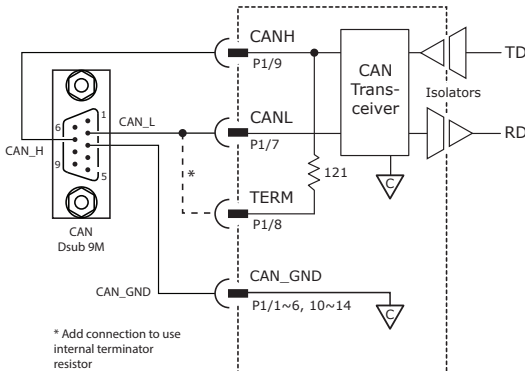 CANH
P1/9
TD
CAN
Trans-
ceiver
Isolators
1
6
CAN_L
CANL
RD
CAN_H
P1/7
9
*
121
C
5
TERM
P1/8
CAN
Dsub 9M
CAN_GND
CAN_GND
P1/1~6, 10~14
C
* Add connection to use
internal terminator
resistor